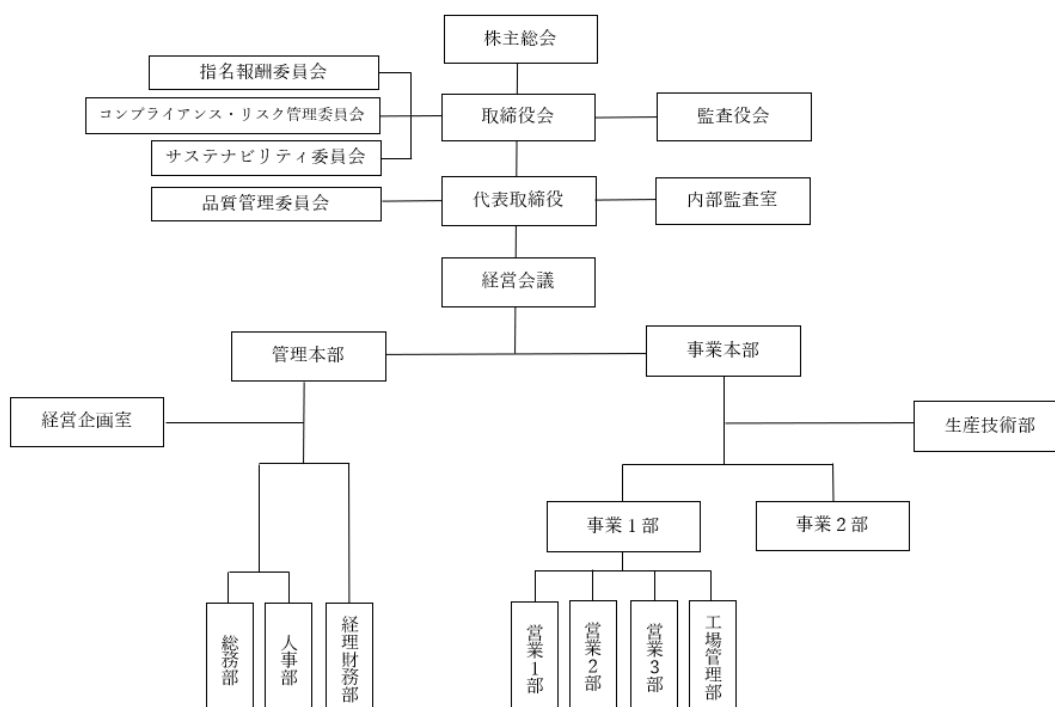 株主総会
指名報酬委員会
コンプライアンス・リスク管理委員会
取締役会
監査役会
サステナビリティ委員会
品質管理委員会
代表取締役
内部監査室
経営会議
管理本部
事業本部
経営企画室
生産技術部
事業1部
事業2部
総務部
人事部
経理財務部
営業1部
営業2部
営業3部
工場管理部